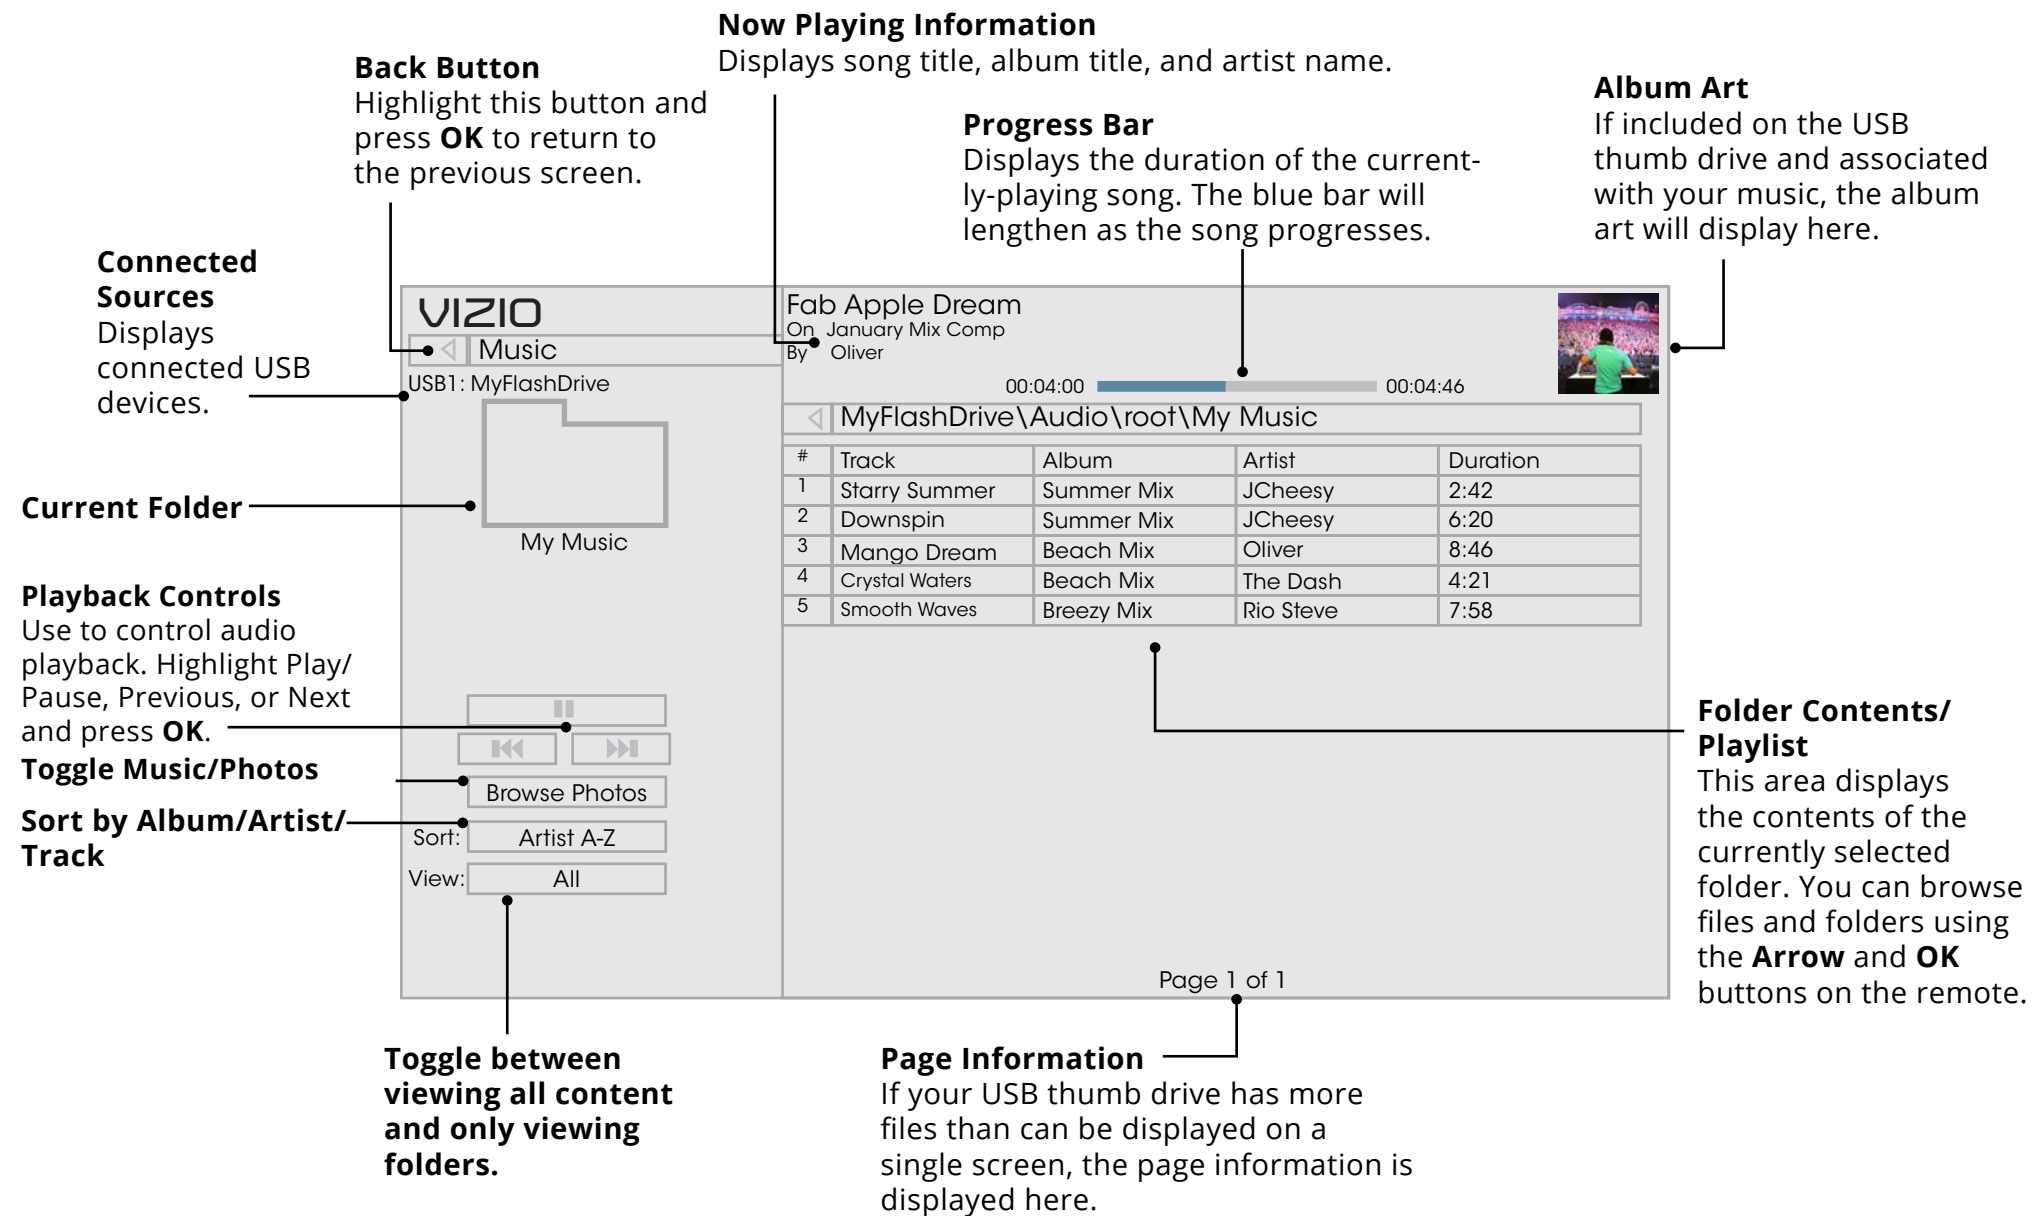 Now Playing Information
Displays song title, album title, and artist name.
Back Button
Highlight this button and
press OK to return to
the previous screen.
Progress Bar
Displays the duration of the current-
ly-playing song. The blue bar will
lengthen as the song progresses.
Album Art
If included on the USB
thumb drive and associated
with your music, the album
art will display here.
Connected
Sources
Displays
connected USB
devices.
Current Folder
Playback Controls
Use to control audio
playback. Highlight Play/
Pause, Previous, or Next
and press OK.
Toggle Music/Photos
Sort by Album/Artist/
Track
VIZIO
Music
USB1: MyFlashDrive
My Music
Browse Photos
Sort: Artist A-Z
View: All
Fab Apple Dream
On January Mix Comp
By Oliver
00:04:00 00:04:46
MyFlashDrive\Audio\root\My Music
# Track Album Artist Duration
1 Starry Summer Summer Mix JCheesy 2:42
2 Downspin Summer Mix JCheesy 6:20
3 Mango Dream Beach Mix Oliver 8:46
4 Crystal Waters Beach Mix The Dash 4:21
5 Smooth Waves Breezy Mix Rio Steve 7:58
Page 1 of 1
Folder Contents/
Playlist
This area displays
the contents of the
currently selected
folder. You can browse
files and folders using
the Arrow and OK
buttons on the remote.
Toggle between
viewing all content
and only viewing
folders.
Page Information
If your USB thumb drive has more
files than can be displayed on a
single screen, the page information is
displayed here.